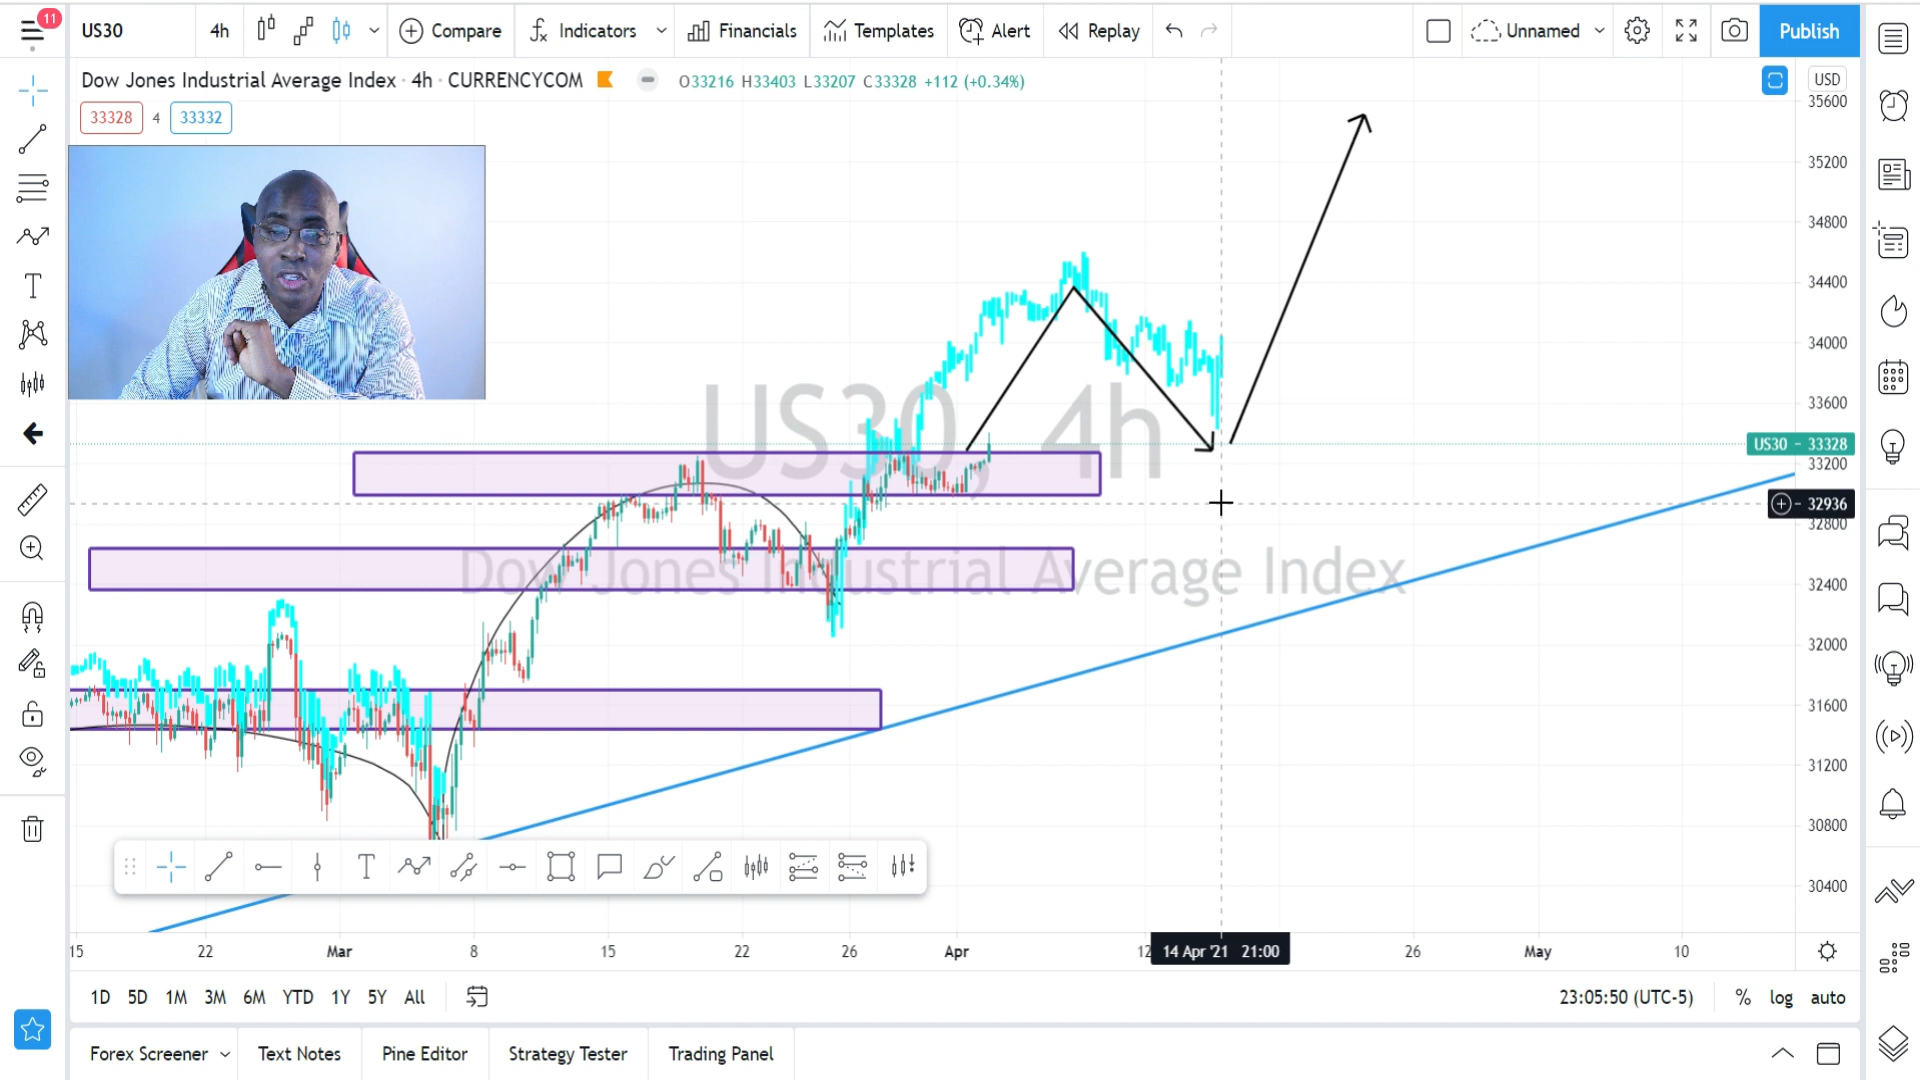 11
US30
4h
Compare
Indicators
Financials
Templates
Alert
Replay
Unnamed
Publish
Dow Jones Industrial Average Index · 4h · CURRENCYCOM
O33216 H33403 L33207 C33328 +112 (+0.34%)
33328 4 33332
USD
35600
35200
34800
34400
34000
33600
US30 - 33328
33200
32936
32800
32400
32000
31600
31200
30800
30400
US30, 4h
Dow Jones Industrial Average Index
15 22 Mar 8 15 22 26 Apr 12 14 Apr '21 21:00 26 May 10
1D 5D 1M 3M 6M YTD 1Y 5Y All
23:05:50 (UTC-5) % log auto
Forex Screener Text Notes Pine Editor Strategy Tester Trading Panel